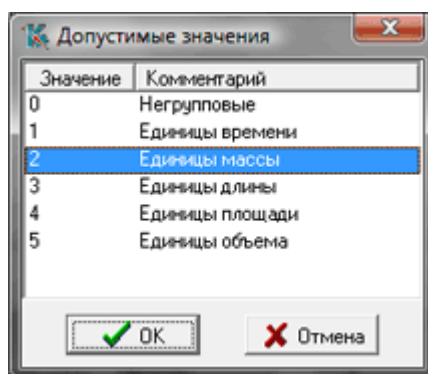 Допустимые значения
Значение Комментарий
0 Негрупповые
1 Единицы времени
2 Единицы массы
3 Единицы длины
4 Единицы площади
5 Единицы объема
OK Отмена